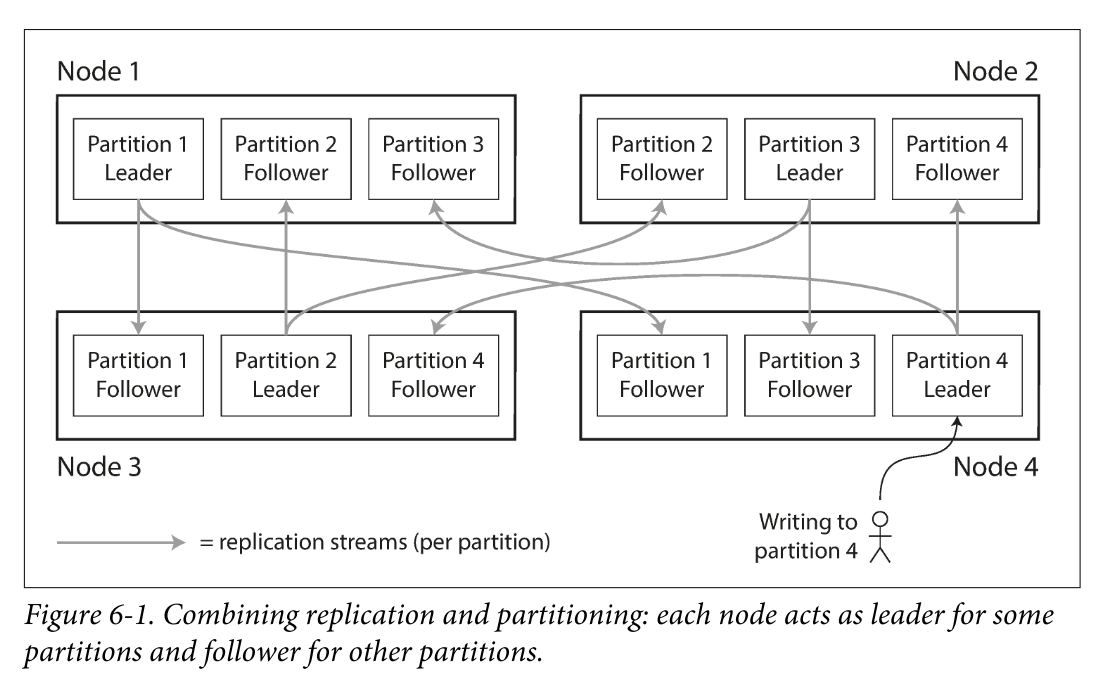 Node 1
Partition 1
Leader
Partition 2
Follower
Partition 3
Follower
Node 2
Partition 2
Follower
Partition 3
Leader
Partition 4
Follower
Partition 1
Follower
Partition 2
Leader
Partition 4
Follower
Node 3
Partition 1
Follower
Partition 3
Follower
Partition 4
Leader
Node 4
= replication streams (per partition)
Writing to
partition 4
Figure 6-1. Combining replication and partitioning: each node acts as leader for some
partitions and follower for other partitions.